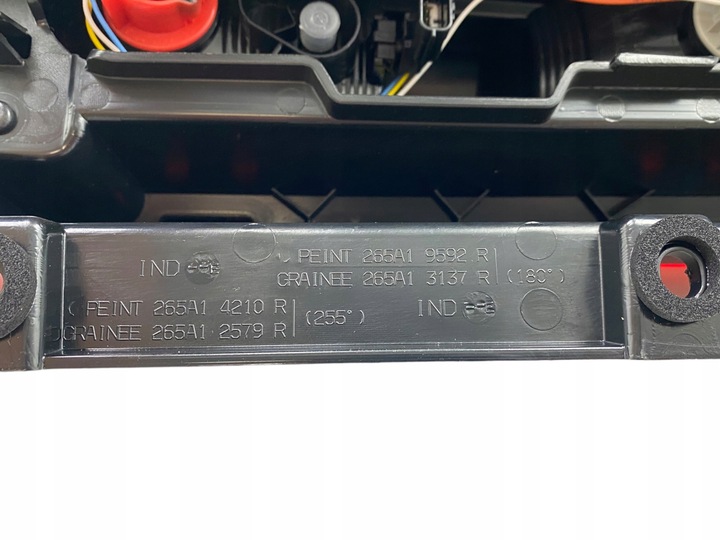 IND
( PEINT 265A1 9592 R
GRAINEE 265A1 3137 R (180°)
( PEINT 265A1 4210 R
GRAINEE 265A1 2579 R (255°)
IND